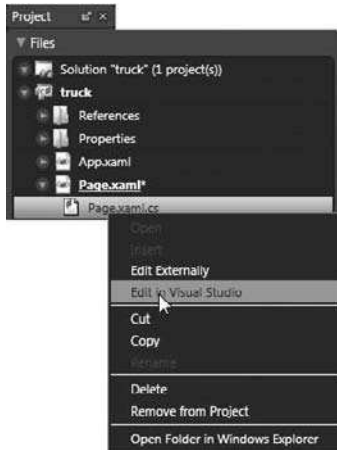 Project
Files
Solution "truck" (1 project(s))
truck
References
Properties
App.xaml
Page.xaml*
Page.xaml.cs
Open
Insert
Edit Externally
Edit in Visual Studio
Cut
Copy
Rename
Delete
Remove from Project
Open Folder in Windows Explorer